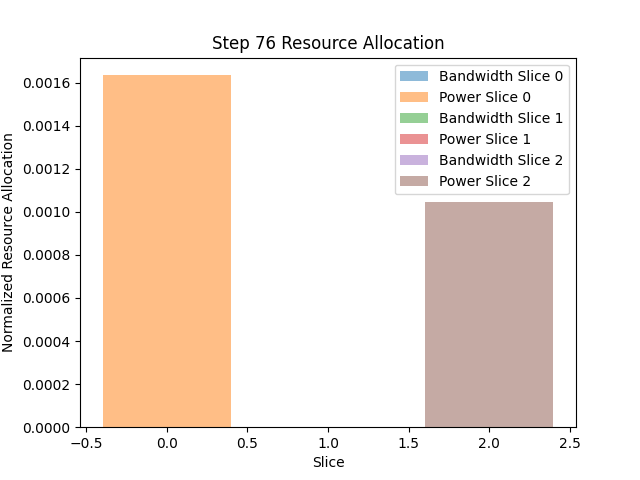 Step 76 Resource Allocation
Normalized Resource Allocation
0.0016
0.0014
0.0012
0.0010
0.0008
0.0006
0.0004
0.0002
0.0000
Bandwidth Slice 0
Power Slice 0
Bandwidth Slice 1
Power Slice 1
Bandwidth Slice 2
Power Slice 2
−0.5 0.0 0.5 1.0 1.5 2.0 2.5
Slice